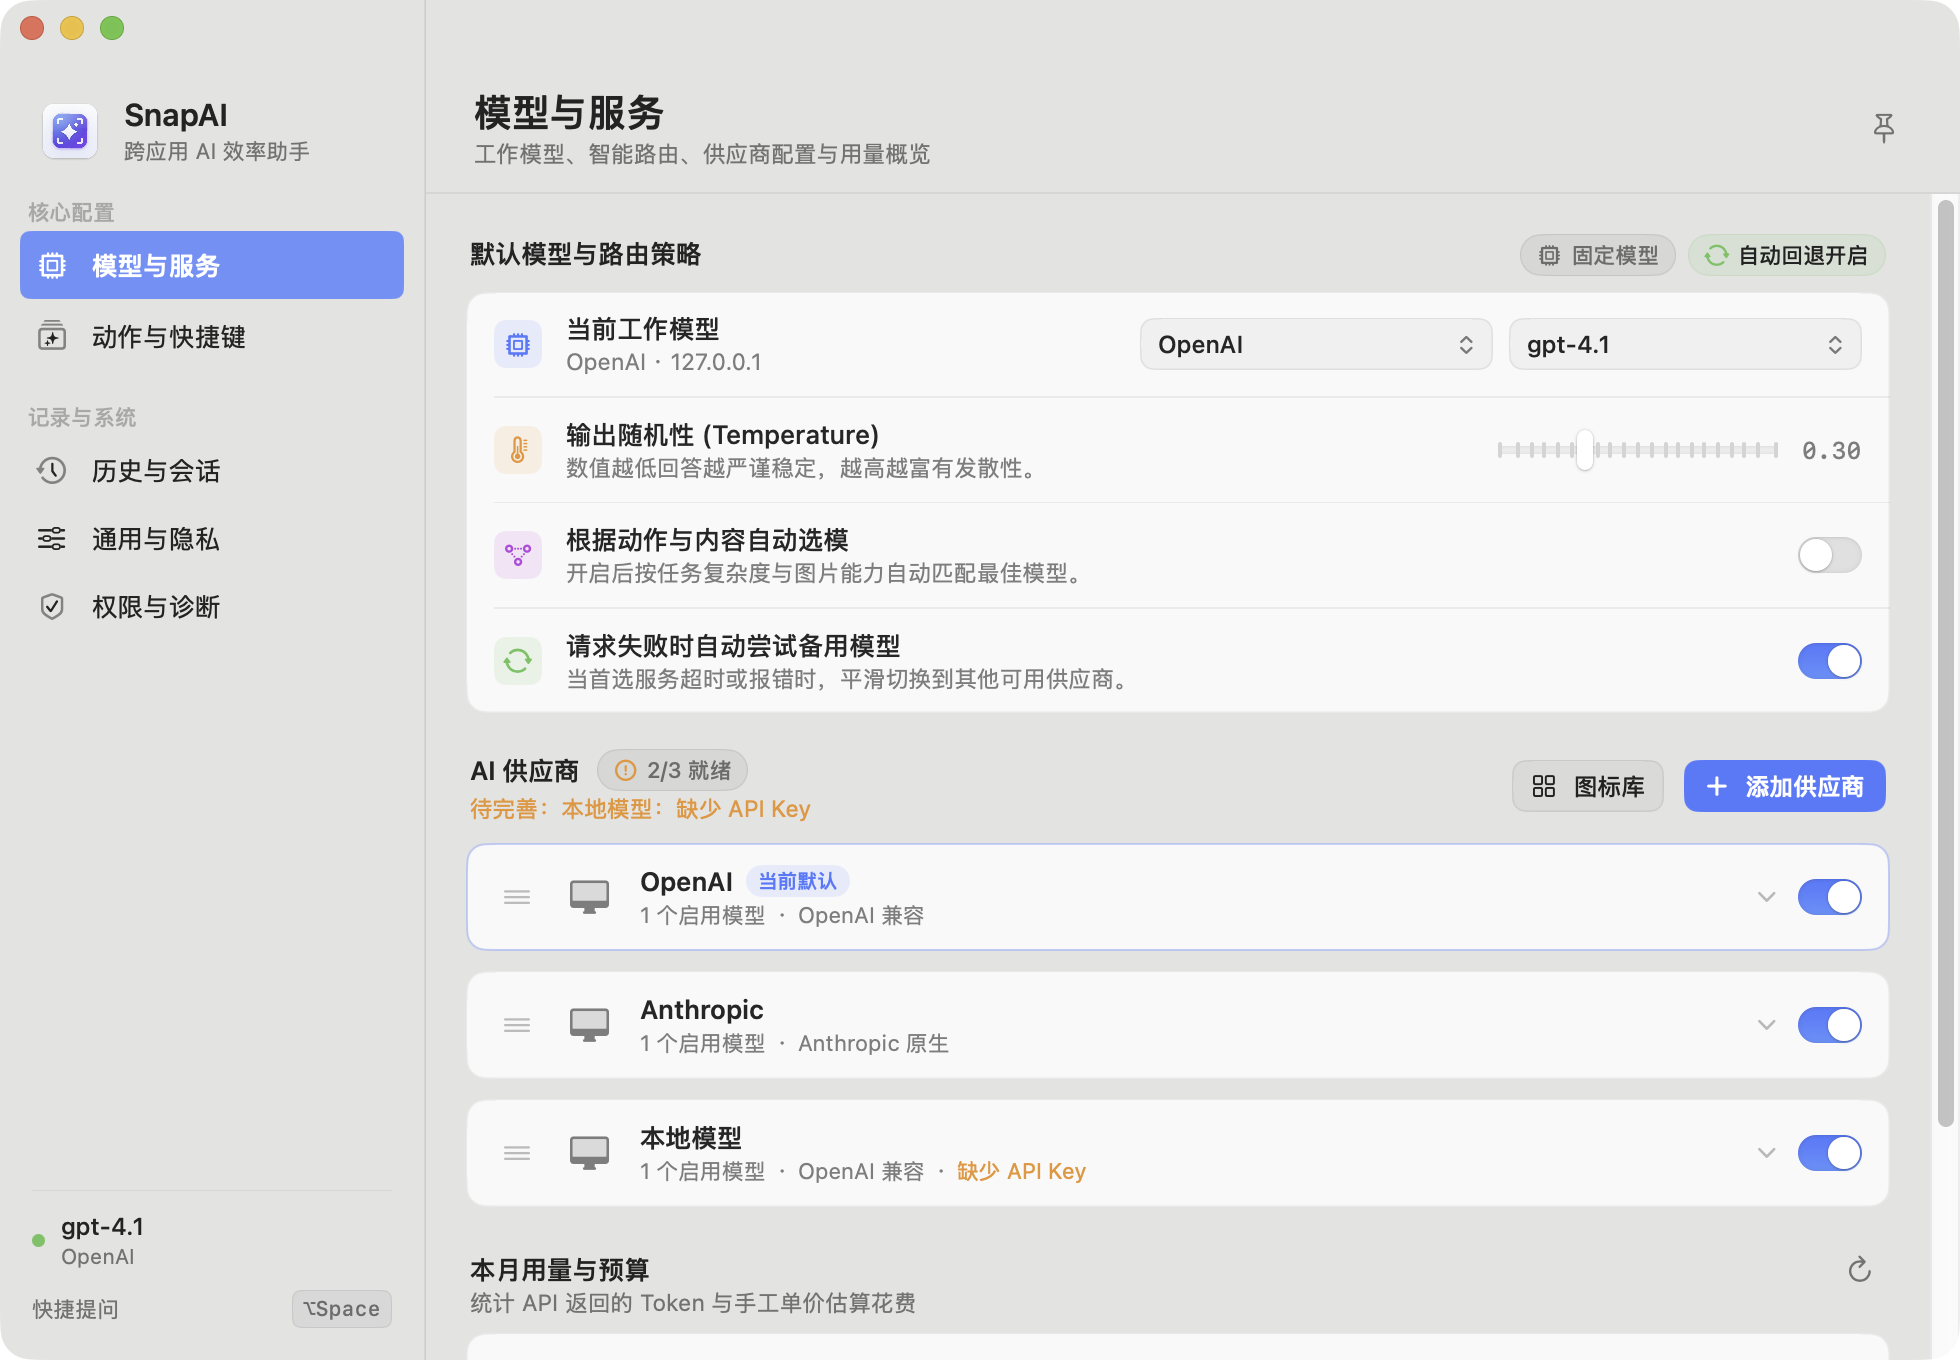 SnapAI
跨应用 AI 效率助手
核心配置
模型与服务
动作与快捷键
记录与系统
历史与会话
通用与隐私
权限与诊断
gpt-4.1
OpenAI
快捷提问
⌥Space
模型与服务
工作模型、智能路由、供应商配置与用量概览
默认模型与路由策略
固定模型
自动回退开启
当前工作模型
OpenAI · 127.0.0.1
OpenAI
gpt-4.1
输出随机性 (Temperature)
数值越低回答越严谨稳定，越高越富有发散性。
0.30
根据动作与内容自动选模
开启后按任务复杂度与图片能力自动匹配最佳模型。
请求失败时自动尝试备用模型
当首选服务超时或报错时，平滑切换到其他可用供应商。
AI 供应商
2/3 就绪
待完善：本地模型：缺少 API Key
图标库
添加供应商
OpenAI
当前默认
1 个启用模型 · OpenAI 兼容
Anthropic
1 个启用模型 · Anthropic 原生
本地模型
1 个启用模型 · OpenAI 兼容 · 缺少 API Key
本月用量与预算
统计 API 返回的 Token 与手工单价估算花费